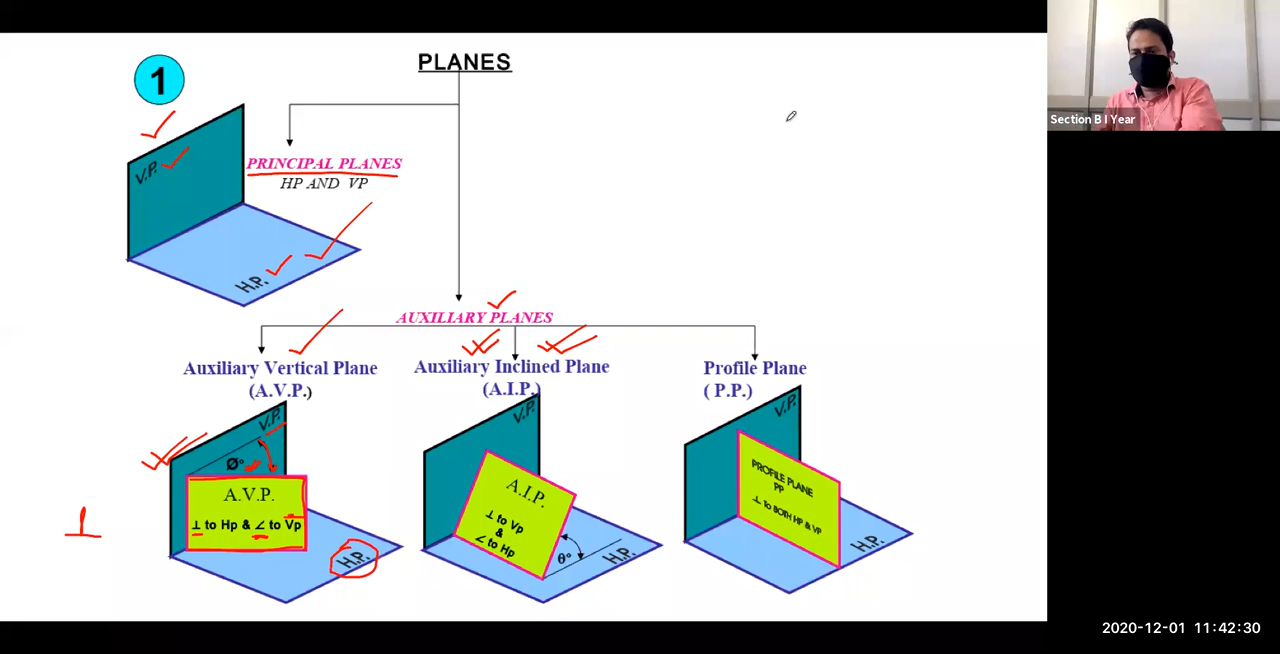 PLANES
1
V.P.
PRINCIPAL PLANES
HP AND VP
H.P.
AUXILIARY PLANES
Auxiliary Vertical Plane
(A.V.P.)
Auxiliary Inclined Plane
(A.I.P.)
Profile Plane
( P.P.)
V.P.
Ø°
A.V.P.
⊥ to Hp & ∠ to Vp
H.P.
⊥
V.P.
A.I.P.
⊥ to Vp
&
∠ to Hp
θ°
H.P.
V.P.
PROFILE PLANE
PP
⊥ To BOTH HP & VP
H.P.
Section B I Year
2020-12-01 11:42:30